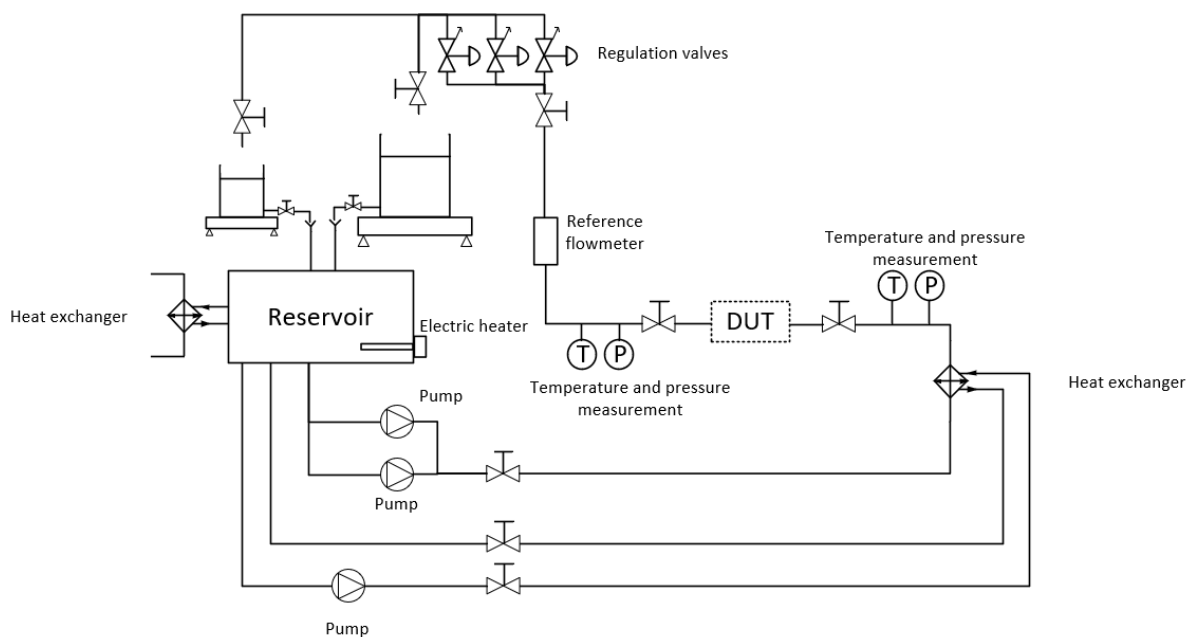 Regulation valves
Reference
flowmeter
Temperature and pressure
measurement
T
P
Heat exchanger
Reservoir
Electric heater
DUT
T
P
Temperature and pressure
measurement
Heat exchanger
Pump
Pump
Pump